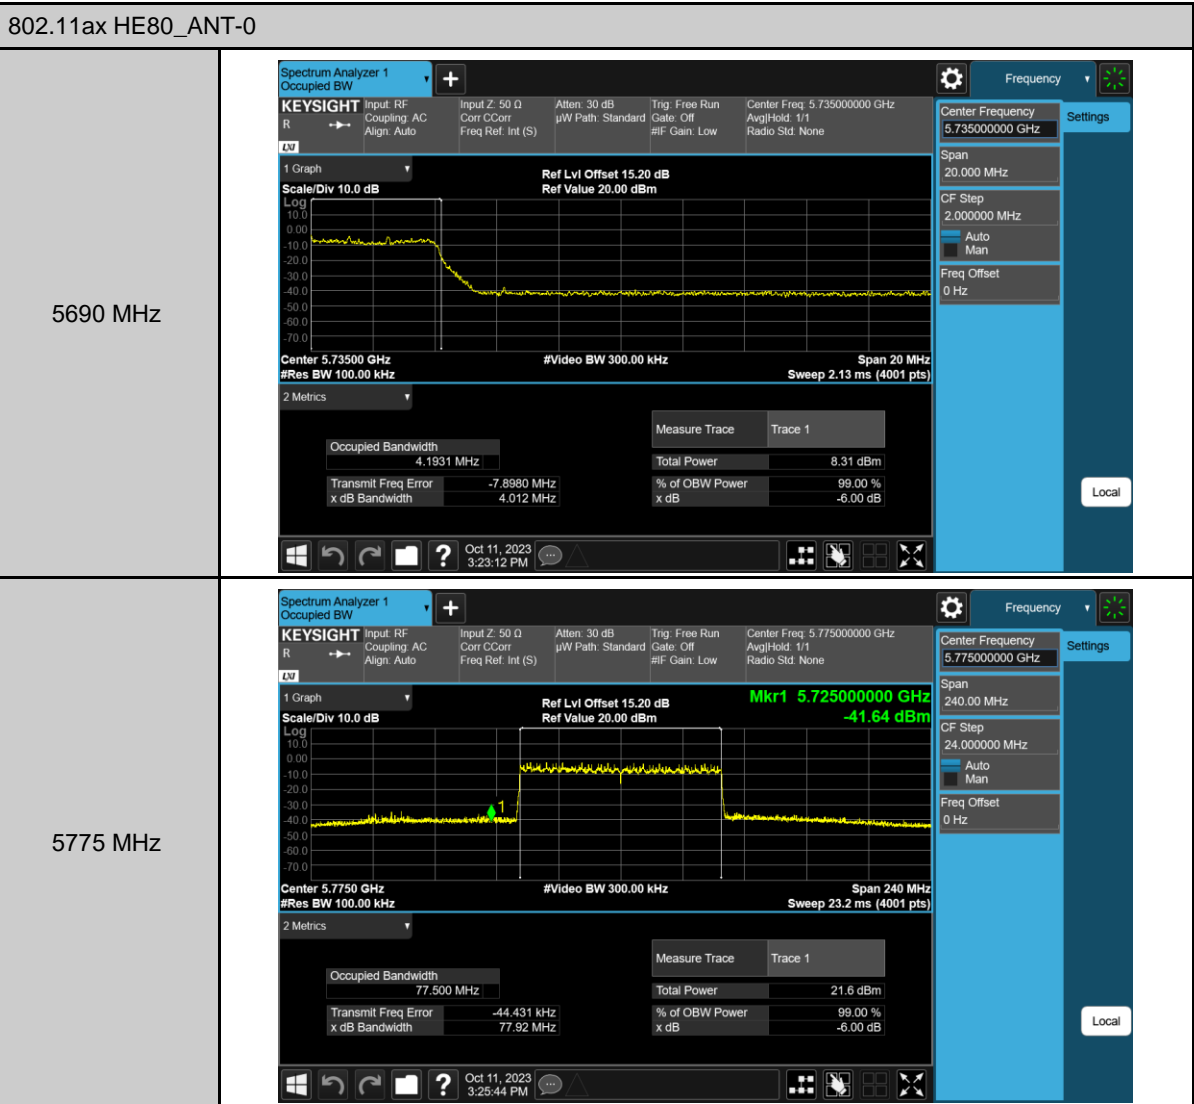 802.11ax HE80_ANT-0
5690 MHz
Spectrum Analyzer 1
Occupied BW
Frequency
KEYSIGHT
R
LXI
Input: RF
Coupling: AC
Align: Auto
Input Z: 50 Ω
Corr CCorr
Freq Ref: Int (S)
Atten: 30 dB
µW Path: Standard
Trig: Free Run
Gate: Off
#IF Gain: Low
Center Freq: 5.735000000 GHz
Avg|Hold: 1/1
Radio Std: None
Center Frequency
5.735000000 GHz
Settings
Span
20.000 MHz
CF Step
2.000000 MHz
Auto
Man
Freq Offset
0 Hz
Local
1 Graph
Scale/Div 10.0 dB
Ref Lvl Offset 15.20 dB
Ref Value 20.00 dBm
Log
10.0
0.00
-10.0
-20.0
-30.0
-40.0
-50.0
-60.0
-70.0
Center 5.73500 GHz
#Res BW 100.00 kHz
#Video BW 300.00 kHz
Span 20 MHz
Sweep 2.13 ms (4001 pts)
2 Metrics
Measure Trace Trace 1
Occupied Bandwidth
4.1931 MHz
Total Power 8.31 dBm
Transmit Freq Error -7.8980 MHz
x dB Bandwidth 4.012 MHz
% of OBW Power 99.00 %
x dB -6.00 dB
?
Oct 11, 2023
3:23:12 PM
5775 MHz
Spectrum Analyzer 1
Occupied BW
Frequency
KEYSIGHT
R
LXI
Input: RF
Coupling: AC
Align: Auto
Input Z: 50 Ω
Corr CCorr
Freq Ref: Int (S)
Atten: 30 dB
µW Path: Standard
Trig: Free Run
Gate: Off
#IF Gain: Low
Center Freq: 5.775000000 GHz
Avg|Hold: 1/1
Radio Std: None
Center Frequency
5.775000000 GHz
Settings
Span
240.00 MHz
CF Step
24.000000 MHz
Auto
Man
Freq Offset
0 Hz
Local
1 Graph
Scale/Div 10.0 dB
Ref Lvl Offset 15.20 dB
Ref Value 20.00 dBm
Mkr1 5.725000000 GHz
-41.64 dBm
Log
10.0
0.00
-10.0
-20.0
-30.0
-40.0
-50.0
-60.0
-70.0
1
Center 5.7750 GHz
#Res BW 100.00 kHz
#Video BW 300.00 kHz
Span 240 MHz
Sweep 23.2 ms (4001 pts)
2 Metrics
Measure Trace Trace 1
Occupied Bandwidth
77.500 MHz
Total Power 21.6 dBm
Transmit Freq Error -44.431 kHz
x dB Bandwidth 77.92 MHz
% of OBW Power 99.00 %
x dB -6.00 dB
?
Oct 11, 2023
3:25:44 PM